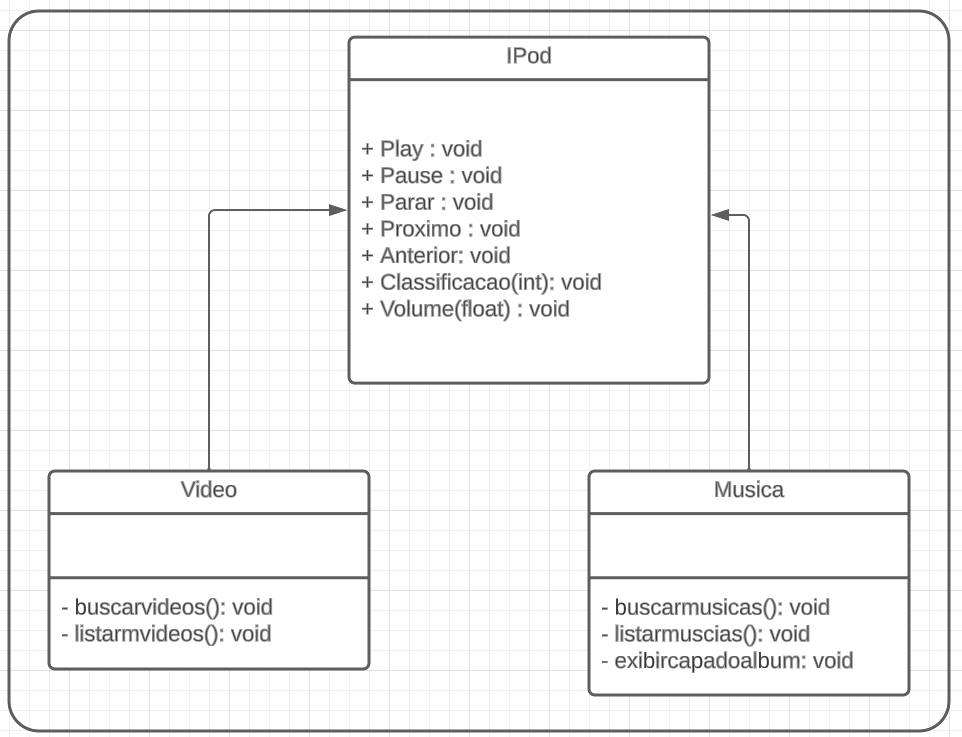 IPod
+ Play : void
+ Pause : void
+ Parar : void
+ Proximo : void
+ Anterior: void
+ Classificacao(int): void
+ Volume(float) : void
Video
- buscarvideos(): void
- listarmvideos(): void
Musica
- buscarmusicas(): void
- listarmuscias(): void
- exibircapadoalbum: void